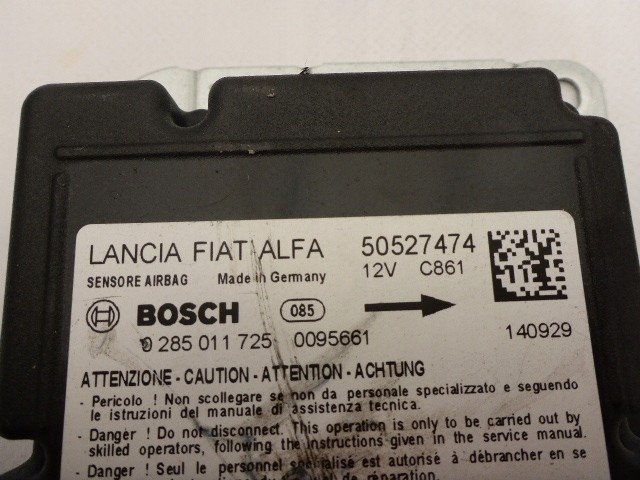 LANCIA FIAT ALFA 50527474
SENSORE AIRBAG Made in Germany 12V C861
BOSCH 085
0 285 011 725 0095661 140929
ATTENZIONE - CAUTION - ATTENTION - ACHTUNG
- Pericolo ! Non scollegare se non da personale specializzato e seguendo
le istruzioni del manuale di assistenza tecnica.
- Danger ! Do not disconnect. This operation is only to be carried out by
skilled operators, following the instructions given in the service manual.
- Danger ! Seul le personnel spécialisé est autorisé à débrancher en se
de réparation.